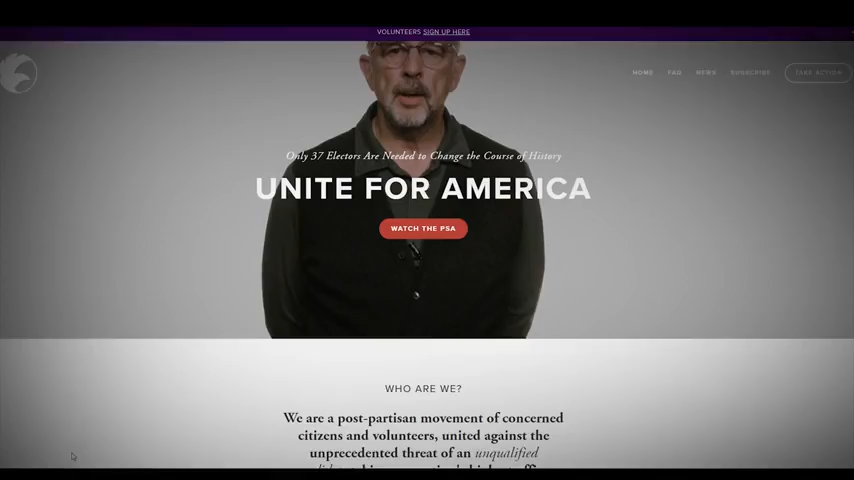 VOLUNTEERS SIGN UP HERE
HOME FAQ NEWS SUBSCRIBE TAKE ACTION
Only 37 Electors Are Needed to Change the Course of History
UNITE FOR AMERICA
WATCH THE PSA
WHO ARE WE?
We are a post-partisan movement of concerned
citizens and volunteers, united against the
unprecedented threat of an unqualified